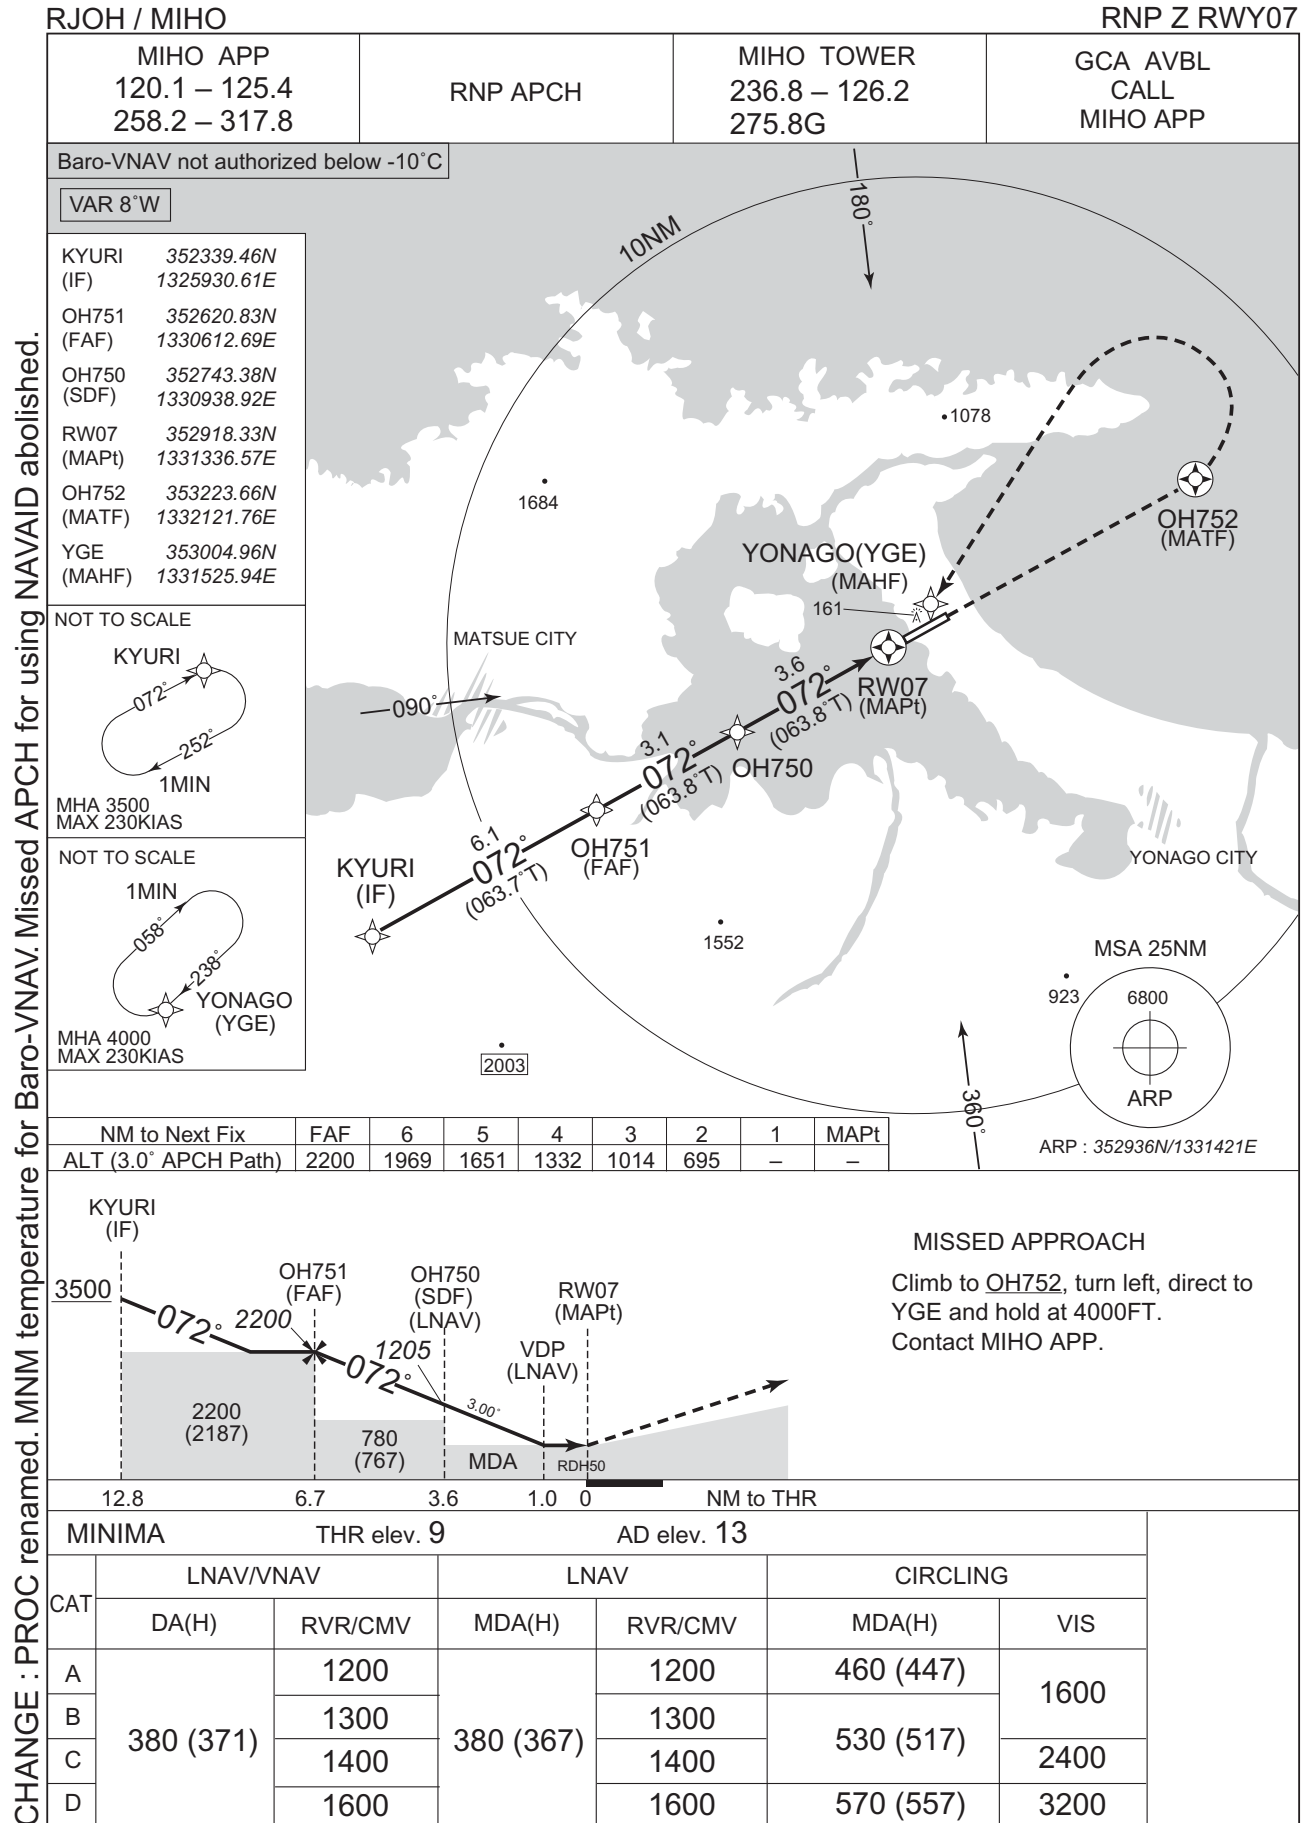 RJOH / MIHO
RNP Z RWY07
MIHO APP
120.1 – 125.4
258.2 – 317.8
RNP APCH
MIHO TOWER
236.8 – 126.2
275.8G
GCA AVBL
CALL
MIHO APP
Baro-VNAV not authorized below -10˚C
VAR 8˚W
KYURI 352339.46N
(IF) 1325930.61E
OH751 352620.83N
(FAF) 1330612.69E
OH750 352743.38N
(SDF) 1330938.92E
RW07 352918.33N
(MAPt) 1331336.57E
OH752 353223.66N
(MATF) 1332121.76E
YGE 353004.96N
(MAHF) 1331525.94E
NOT TO SCALE
KYURI
072˚
252˚
1MIN
MHA 3500
MAX 230KIAS
NOT TO SCALE
1MIN
058˚
238˚
YONAGO
(YGE)
MHA 4000
MAX 230KIAS
10NM
180˚
1078
1684
OH752
(MATF)
YONAGO(YGE)
(MAHF)
161
MATSUE CITY
090˚
3.6
072˚
(063.8˚T)
RW07
(MAPt)
3.1
072˚
(063.8˚T)
OH750
6.1
072˚
(063.7˚T)
OH751
(FAF)
KYURI
(IF)
YONAGO CITY
1552
923
2003
MSA 25NM
6800
ARP
360˚
ARP : 352936N/1331421E
NM to Next Fix FAF 6 5 4 3 2 1 MAPt
ALT (3.0˚ APCH Path) 2200 1969 1651 1332 1014 695 – –
KYURI
(IF)
3500
072˚
OH751
(FAF)
2200
OH750
(SDF)
(LNAV)
1205
072˚
3.00˚
VDP
(LNAV)
RW07
(MAPt)
2200
(2187)
780
(767)
MDA
RDH50
12.8 6.7 3.6 1.0 0 NM to THR
MISSED APPROACH
Climb to OH752, turn left, direct to
YGE and hold at 4000FT.
Contact MIHO APP.
MINIMA THR elev. 9 AD elev. 13
CAT LNAV/VNAV LNAV CIRCLING
DA(H) RVR/CMV MDA(H) RVR/CMV MDA(H) VIS
A 380 (371) 1200 380 (367) 1200 460 (447) 1600
B 1300 1300 530 (517)
C 1400 1400 2400
D 1600 1600 570 (557) 3200
CHANGE : PROC renamed. MNM temperature for Baro-VNAV. Missed APCH for using NAVAID abolished.